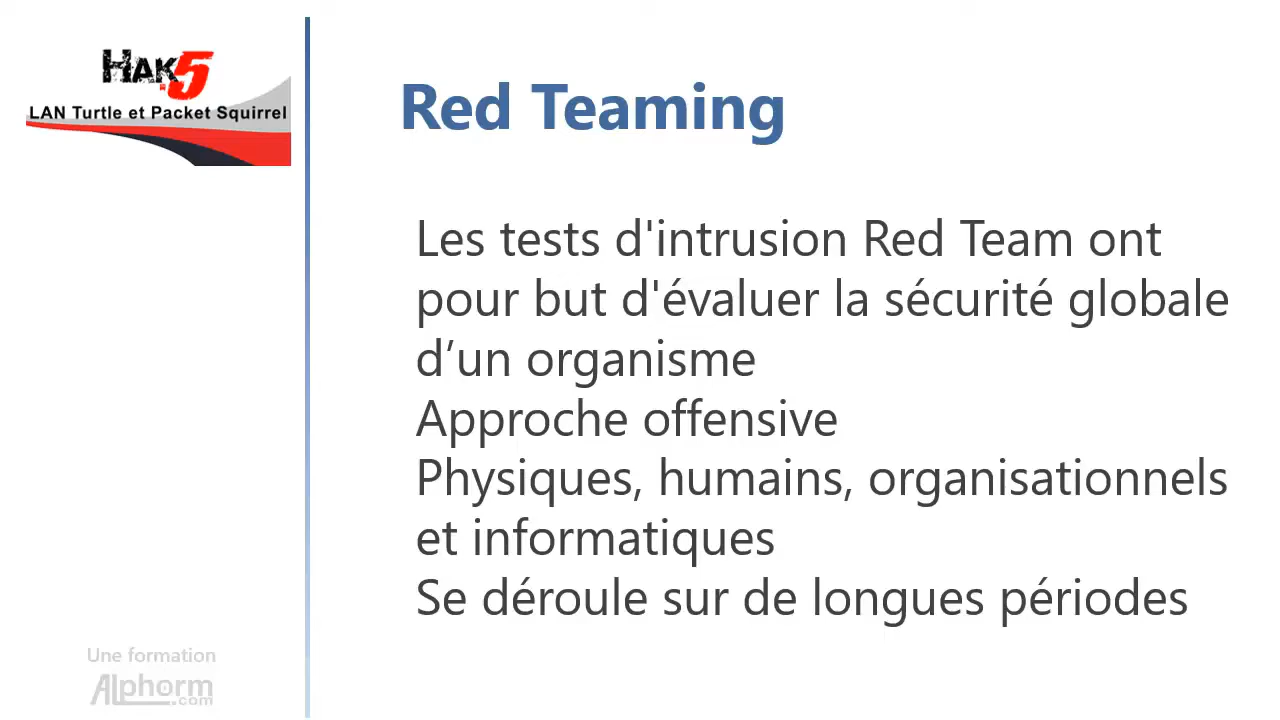 HAK5
LAN Turtle et Packet Squirrel
Red Teaming
Les tests d'intrusion Red Team ont
pour but d'évaluer la sécurité globale
d’un organisme
Approche offensive
Physiques, humains, organisationnels
et informatiques
Se déroule sur de longues périodes
Une formation
Alphorm
.com